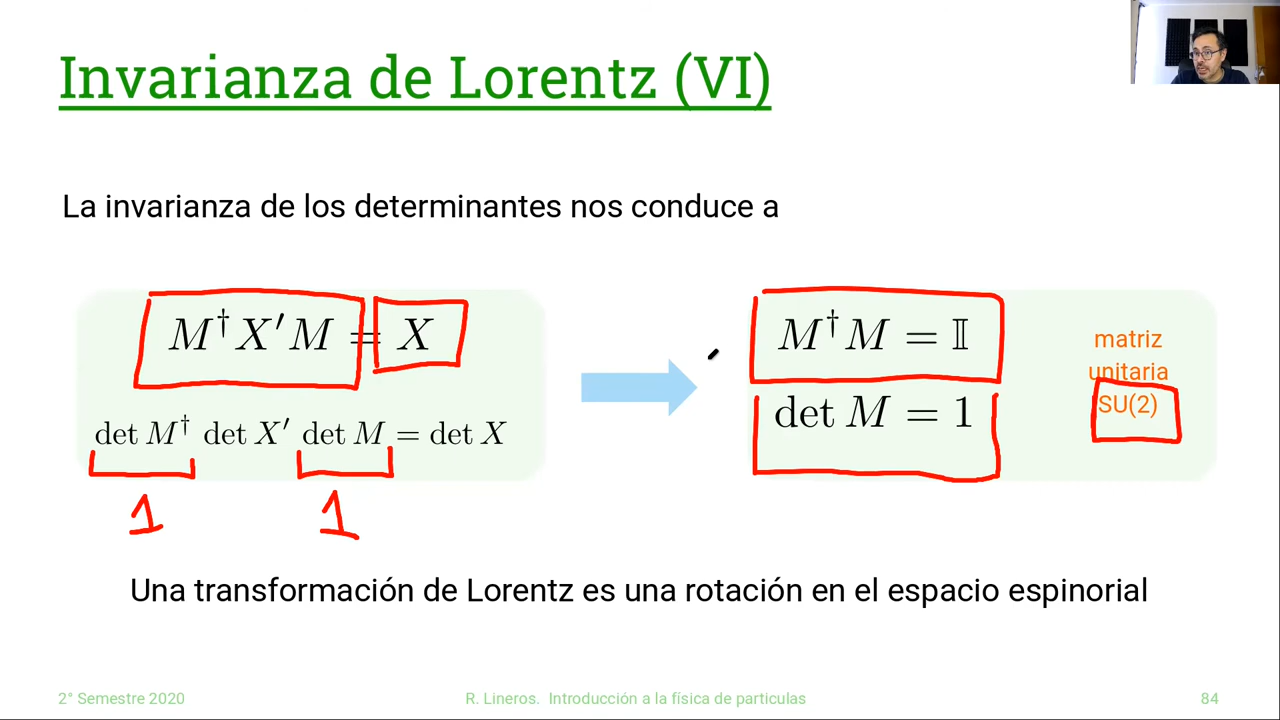 Invarianza de Lorentz (VI)
La invarianza de los determinantes nos conduce a
M†X′M = X
det M† det X′ det M = det X
1 1
M†M = 𝕀
det M = 1
matriz
unitaria
SU(2)
Una transformación de Lorentz es una rotación en el espacio espinorial
2° Semestre 2020
R. Lineros. Introducción a la física de particulas
84